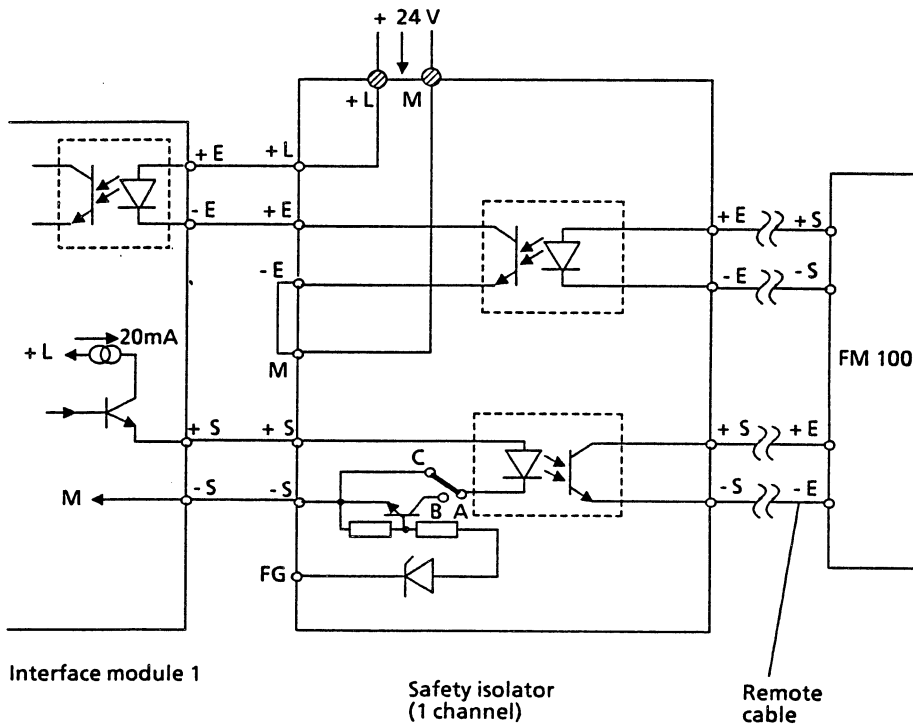 + 24 V
+ L M
+ E + L
- E + E
+ E + S
- E - S
- E
20mA
+ L
M
FM 100
+ S + S
+ S + E
C
B A
M - S - S
- S - E
FG
Interface module 1
Safety isolator
(1 channel)
Remote
cable